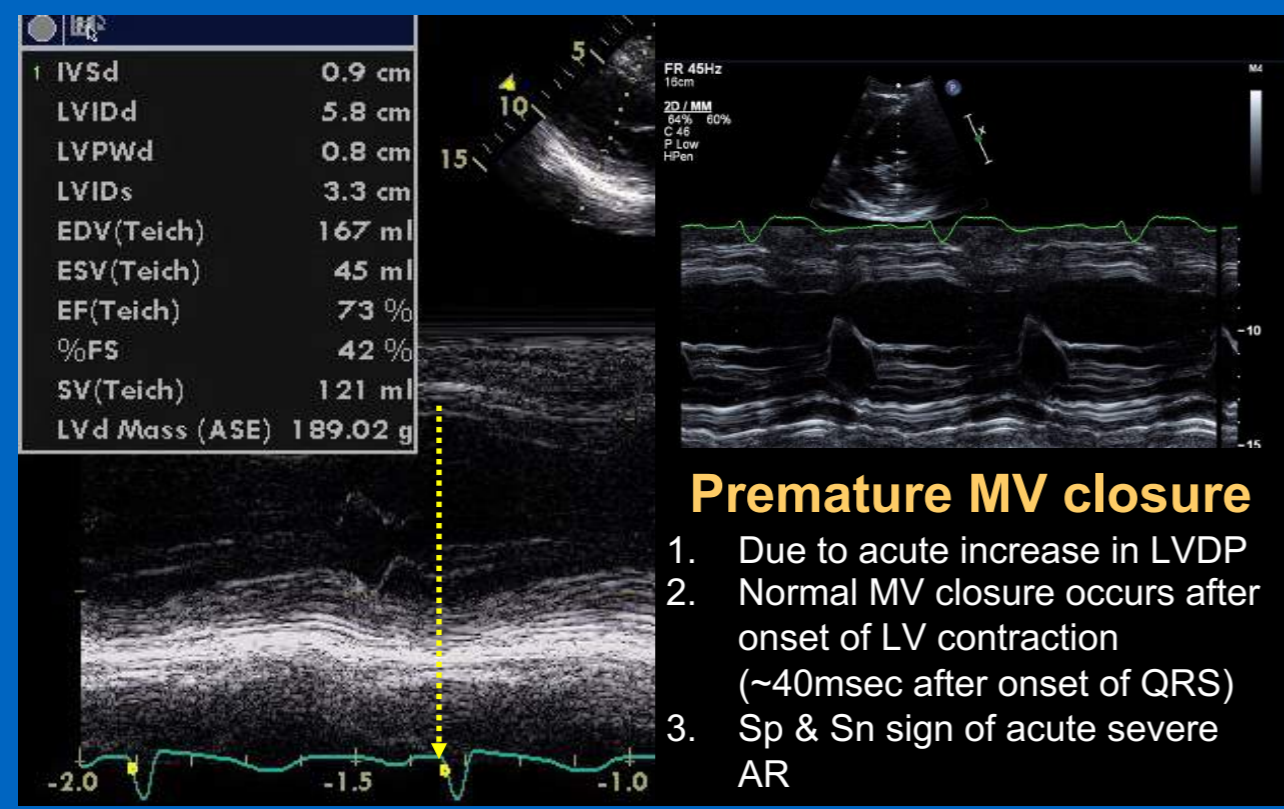 1 IVSd 0.9 cm
LVIDd 5.8 cm
LVPWd 0.8 cm
LVIDs 3.3 cm
EDV(Teich) 167 ml
ESV(Teich) 45 ml
EF(Teich) 73 %
%FS 42 %
SV(Teich) 121 ml
LVd Mass (ASE) 189.02 g
5
10
15
-2.0 -1.5 -1.0
FR 45Hz
16cm
2D / MM
64% 60%
C 46
P Low
HPen
M4
P
x
-10
-15
Premature MV closure
1. Due to acute increase in LVDP
2. Normal MV closure occurs after
onset of LV contraction
(~40msec after onset of QRS)
3. Sp & Sn sign of acute severe
AR